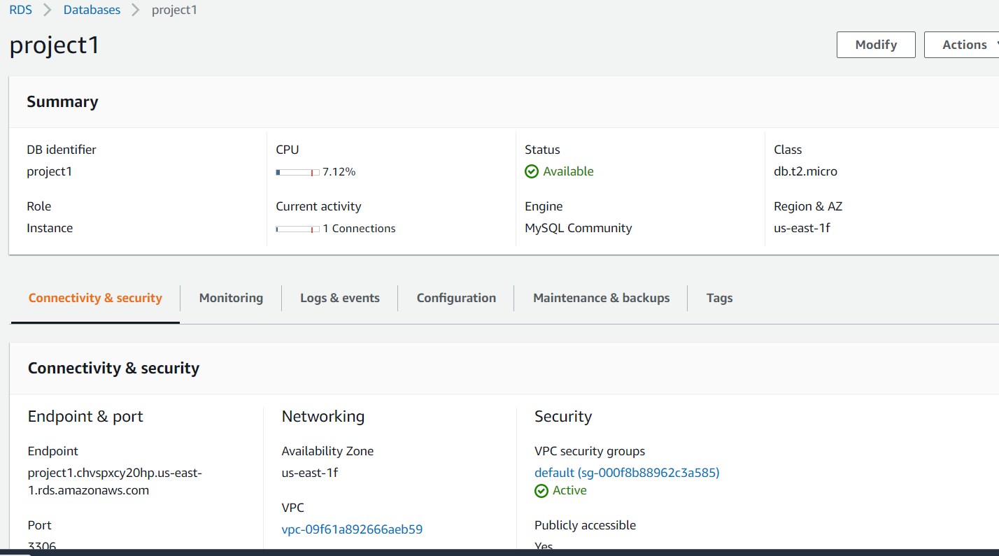 RDS > Databases > project1
project1
Modify
Actions
Summary
DB identifier
project1
CPU
7.12%
Status
Available
Class
db.t2.micro
Role
Instance
Current activity
1 Connections
Engine
MySQL Community
Region & AZ
us-east-1f
Connectivity & security
Monitoring
Logs & events
Configuration
Maintenance & backups
Tags
Connectivity & security
Endpoint & port
Endpoint
project1.chvspxcy20hp.us-east-
1.rds.amazonaws.com
Port
3306
Networking
Availability Zone
us-east-1f
VPC
vpc-09f61a892666aeb59
Security
VPC security groups
default (sg-000f8b88962c3a585)
Active
Publicly accessible
Yes